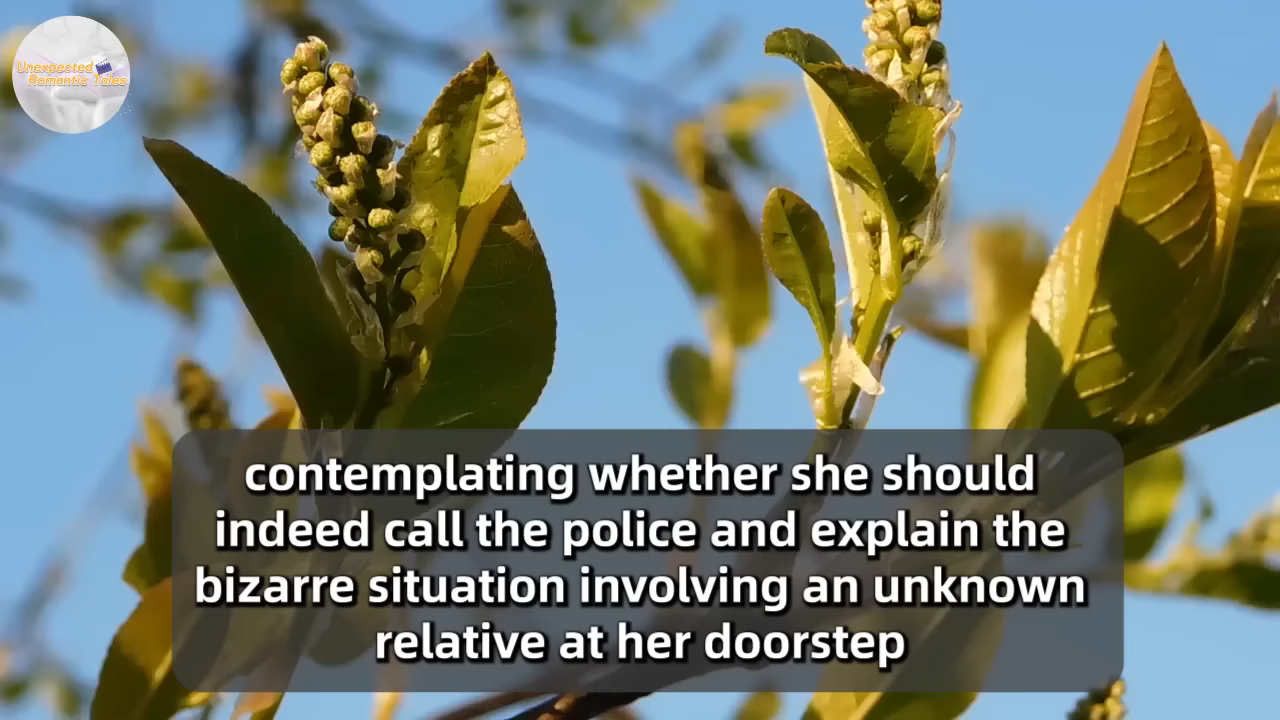 Unexpected
Romantic Tales
contemplating whether she should
indeed call the police and explain the
bizarre situation involving an unknown
relative at her doorstep